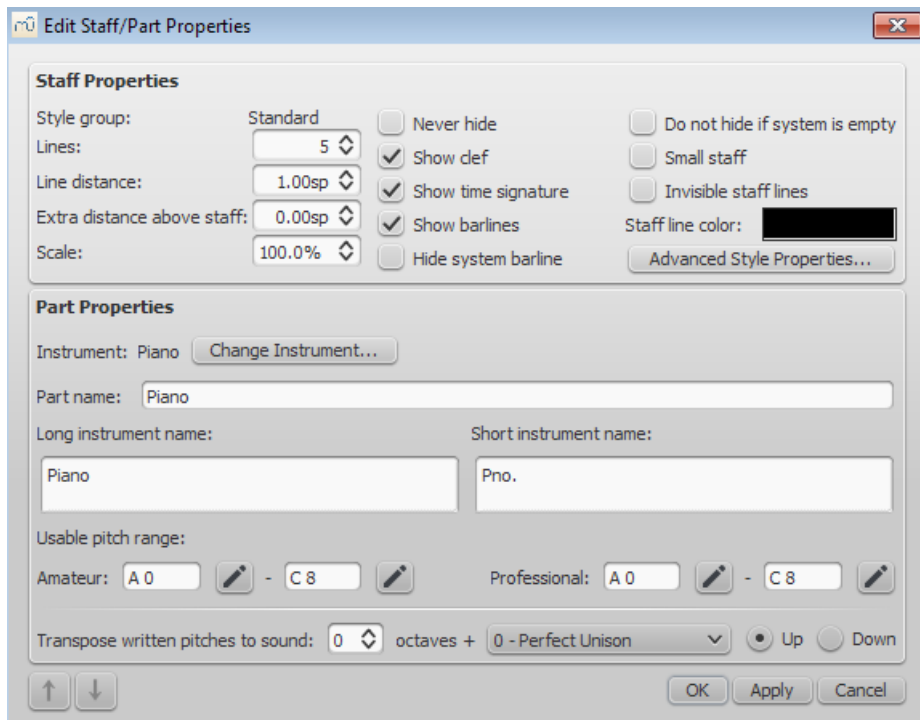 Edit Staff/Part Properties
Staff Properties
Style group: Standard
Never hide
Do not hide if system is empty
Lines: 5
Show clef
Small staff
Line distance: 1.00sp
Show time signature
Invisible staff lines
Extra distance above staff: 0.00sp
Show barlines
Staff line color:
Scale: 100.0%
Hide system barline
Advanced Style Properties...
Part Properties
Instrument: Piano Change Instrument...
Part name: Piano
Long instrument name: Short instrument name:
Piano Pno.
Usable pitch range:
Amateur: A 0 - C 8 Professional: A 0 - C 8
Transpose written pitches to sound: 0 octaves + 0 - Perfect Unison Up Down
OK Apply Cancel